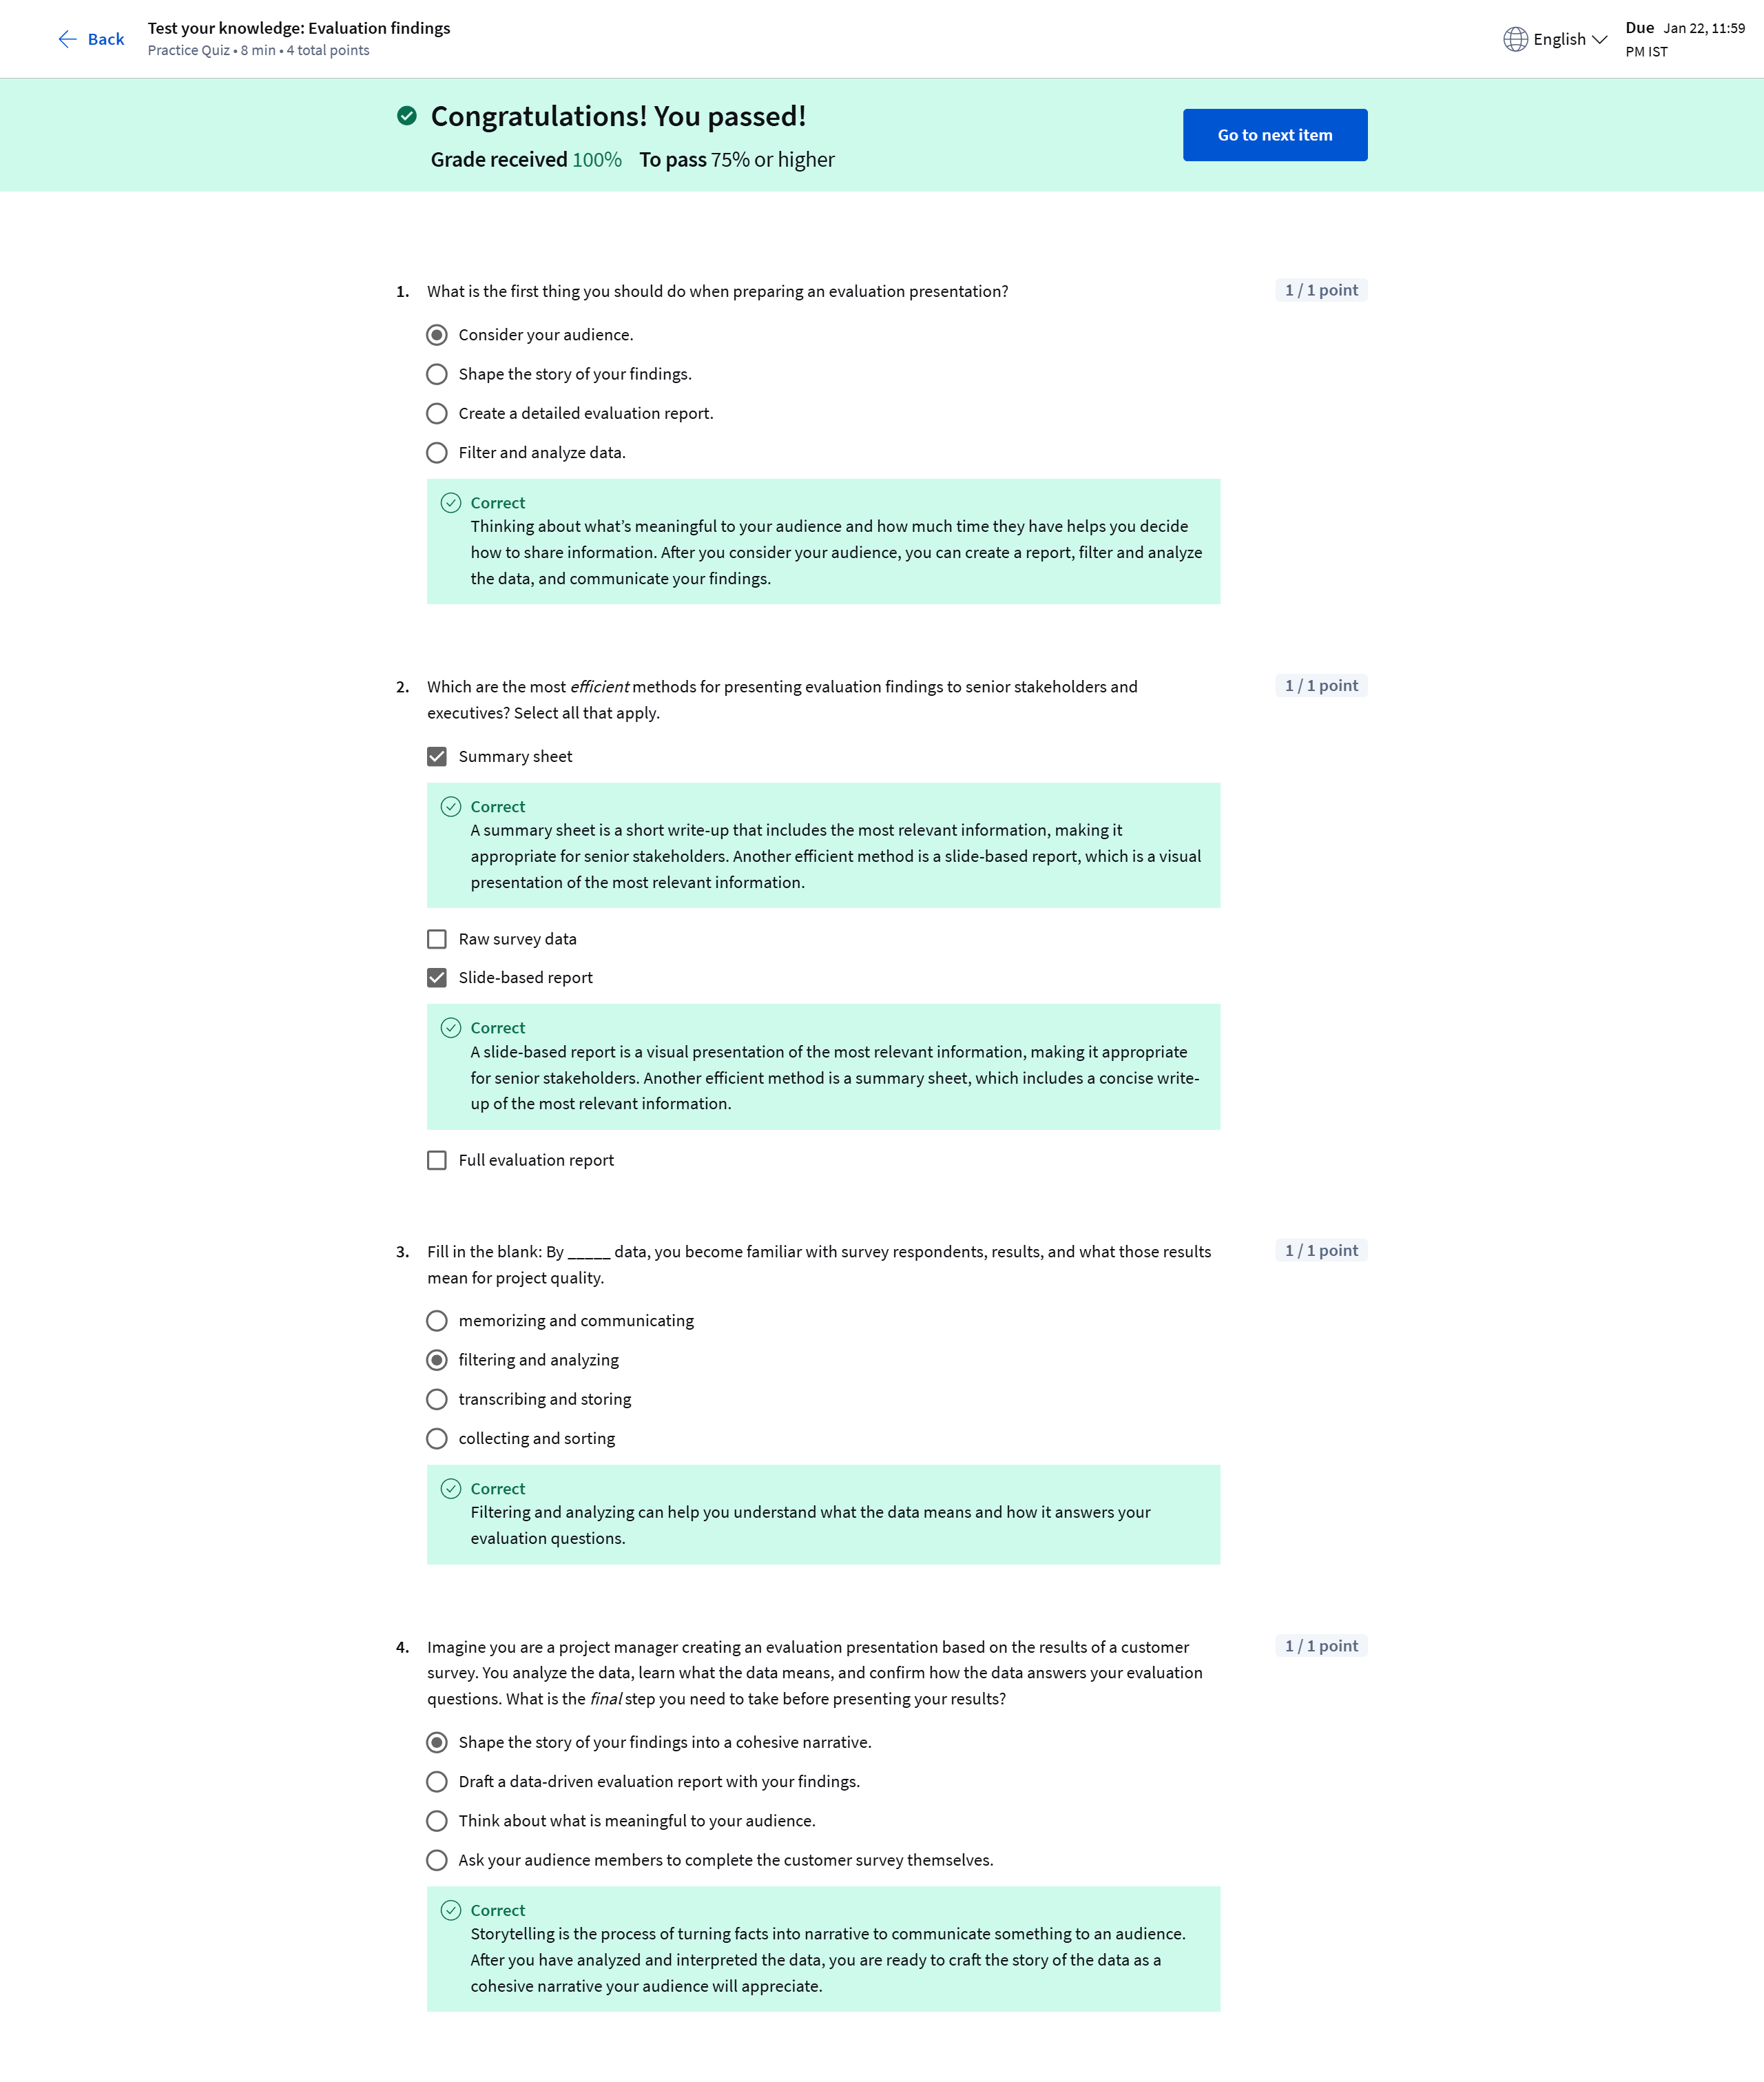 Back
Test your knowledge: Evaluation findings
Practice Quiz • 8 min • 4 total points
English
Due Jan 22, 11:59
PM IST
Congratulations! You passed!
Grade received 100% To pass 75% or higher
Go to next item
1. What is the first thing you should do when preparing an evaluation presentation?
1 / 1 point
Consider your audience.
Shape the story of your findings.
Create a detailed evaluation report.
Filter and analyze data.
Correct
Thinking about what’s meaningful to your audience and how much time they have helps you decide
how to share information. After you consider your audience, you can create a report, filter and analyze
the data, and communicate your findings.
2. Which are the most efficient methods for presenting evaluation findings to senior stakeholders and
executives? Select all that apply.
1 / 1 point
Summary sheet
Correct
A summary sheet is a short write-up that includes the most relevant information, making it
appropriate for senior stakeholders. Another efficient method is a slide-based report, which is a visual
presentation of the most relevant information.
Raw survey data
Slide-based report
Correct
A slide-based report is a visual presentation of the most relevant information, making it appropriate
for senior stakeholders. Another efficient method is a summary sheet, which includes a concise write-
up of the most relevant information.
Full evaluation report
3. Fill in the blank: By _____ data, you become familiar with survey respondents, results, and what those results
mean for project quality.
1 / 1 point
memorizing and communicating
filtering and analyzing
transcribing and storing
collecting and sorting
Correct
Filtering and analyzing can help you understand what the data means and how it answers your
evaluation questions.
4. Imagine you are a project manager creating an evaluation presentation based on the results of a customer
survey. You analyze the data, learn what the data means, and confirm how the data answers your evaluation
questions. What is the final step you need to take before presenting your results?
1 / 1 point
Shape the story of your findings into a cohesive narrative.
Draft a data-driven evaluation report with your findings.
Think about what is meaningful to your audience.
Ask your audience members to complete the customer survey themselves.
Correct
Storytelling is the process of turning facts into narrative to communicate something to an audience.
After you have analyzed and interpreted the data, you are ready to craft the story of the data as a
cohesive narrative your audience will appreciate.